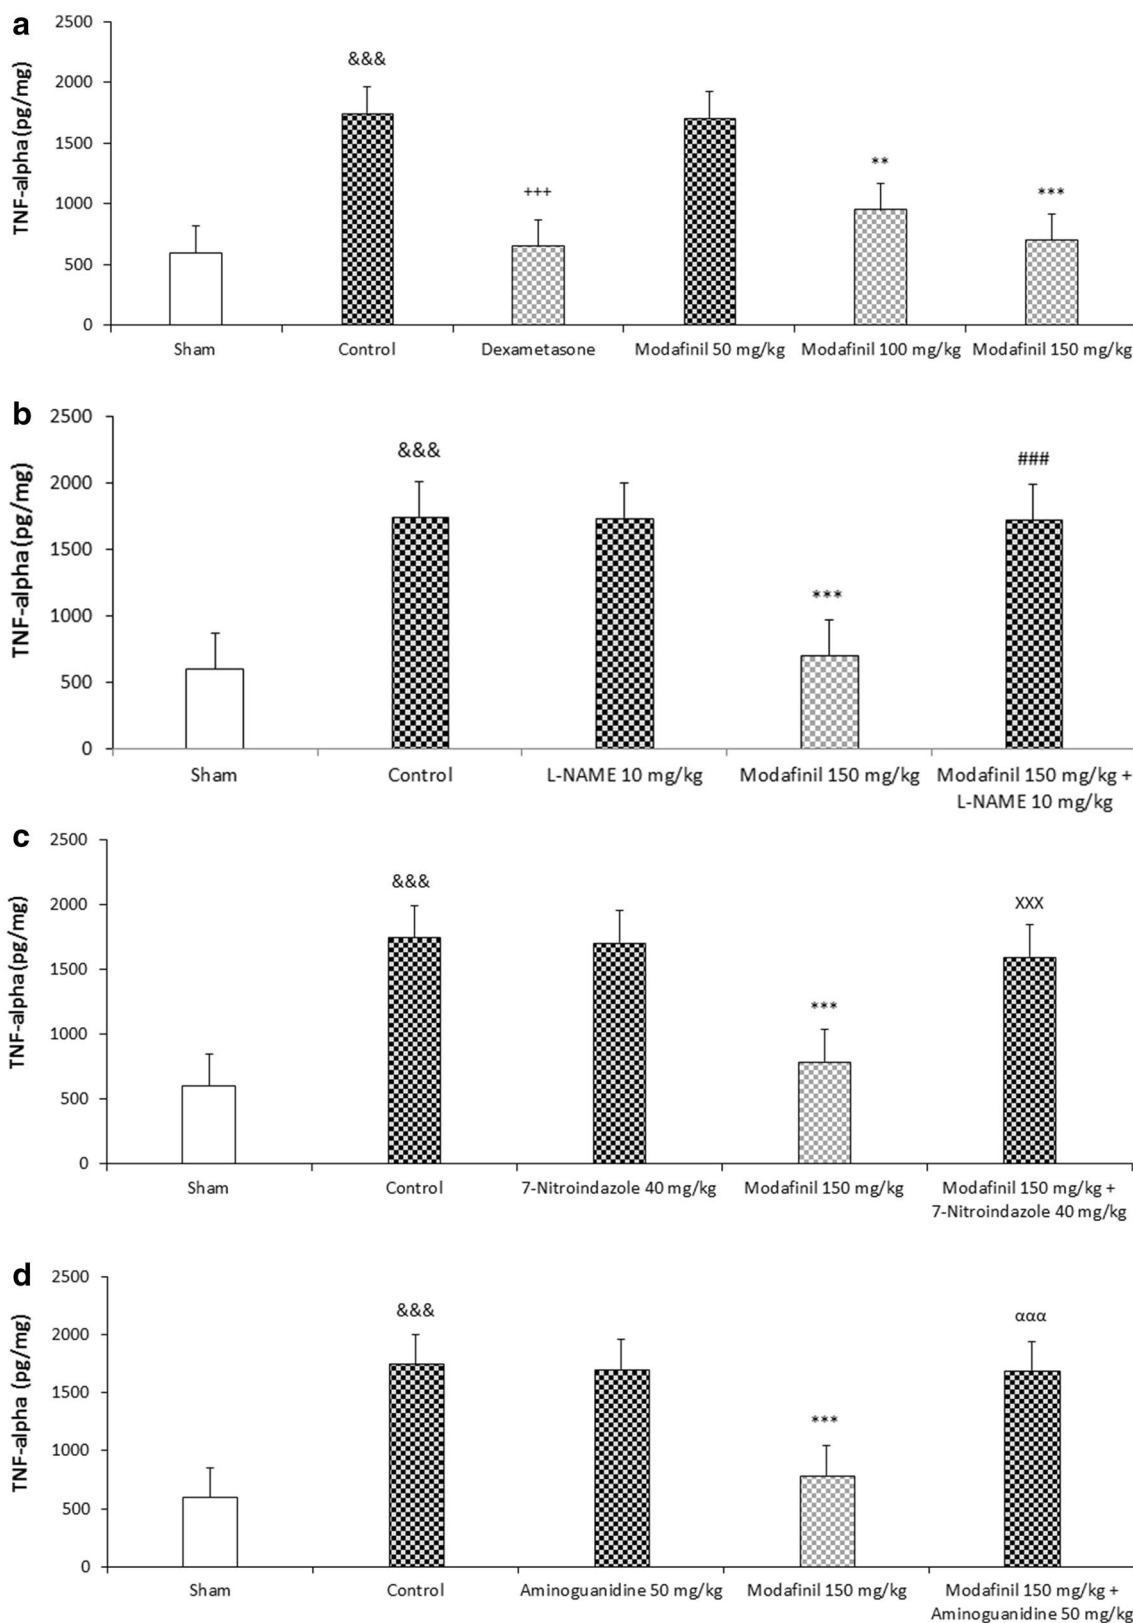 a
TNF-alpha(pg/mg)
2500
2000
1500
1000
500
0
&&&
+++
**
***
Sham
Control
Dexametasone
Modafinil 50 mg/kg
Modafinil 100 mg/kg
Modafinil 150 mg/kg
b
TNF-alpha(pg/mg)
2500
2000
1500
1000
500
0
&&&
***
###
Sham
Control
L-NAME 10 mg/kg
Modafinil 150 mg/kg
Modafinil 150 mg/kg +
L-NAME 10 mg/kg
c
TNF-alpha(pg/mg)
2500
2000
1500
1000
500
0
&&&
***
XXX
Sham
Control
7-Nitroindazole 40 mg/kg
Modafinil 150 mg/kg
Modafinil 150 mg/kg +
7-Nitroindazole 40 mg/kg
d
TNF-alpha (pg/mg)
2500
2000
1500
1000
500
0
&&&
***
ααα
Sham
Control
Aminoguanidine 50 mg/kg
Modafinil 150 mg/kg
Modafinil 150 mg/kg +
Aminoguanidine 50 mg/kg